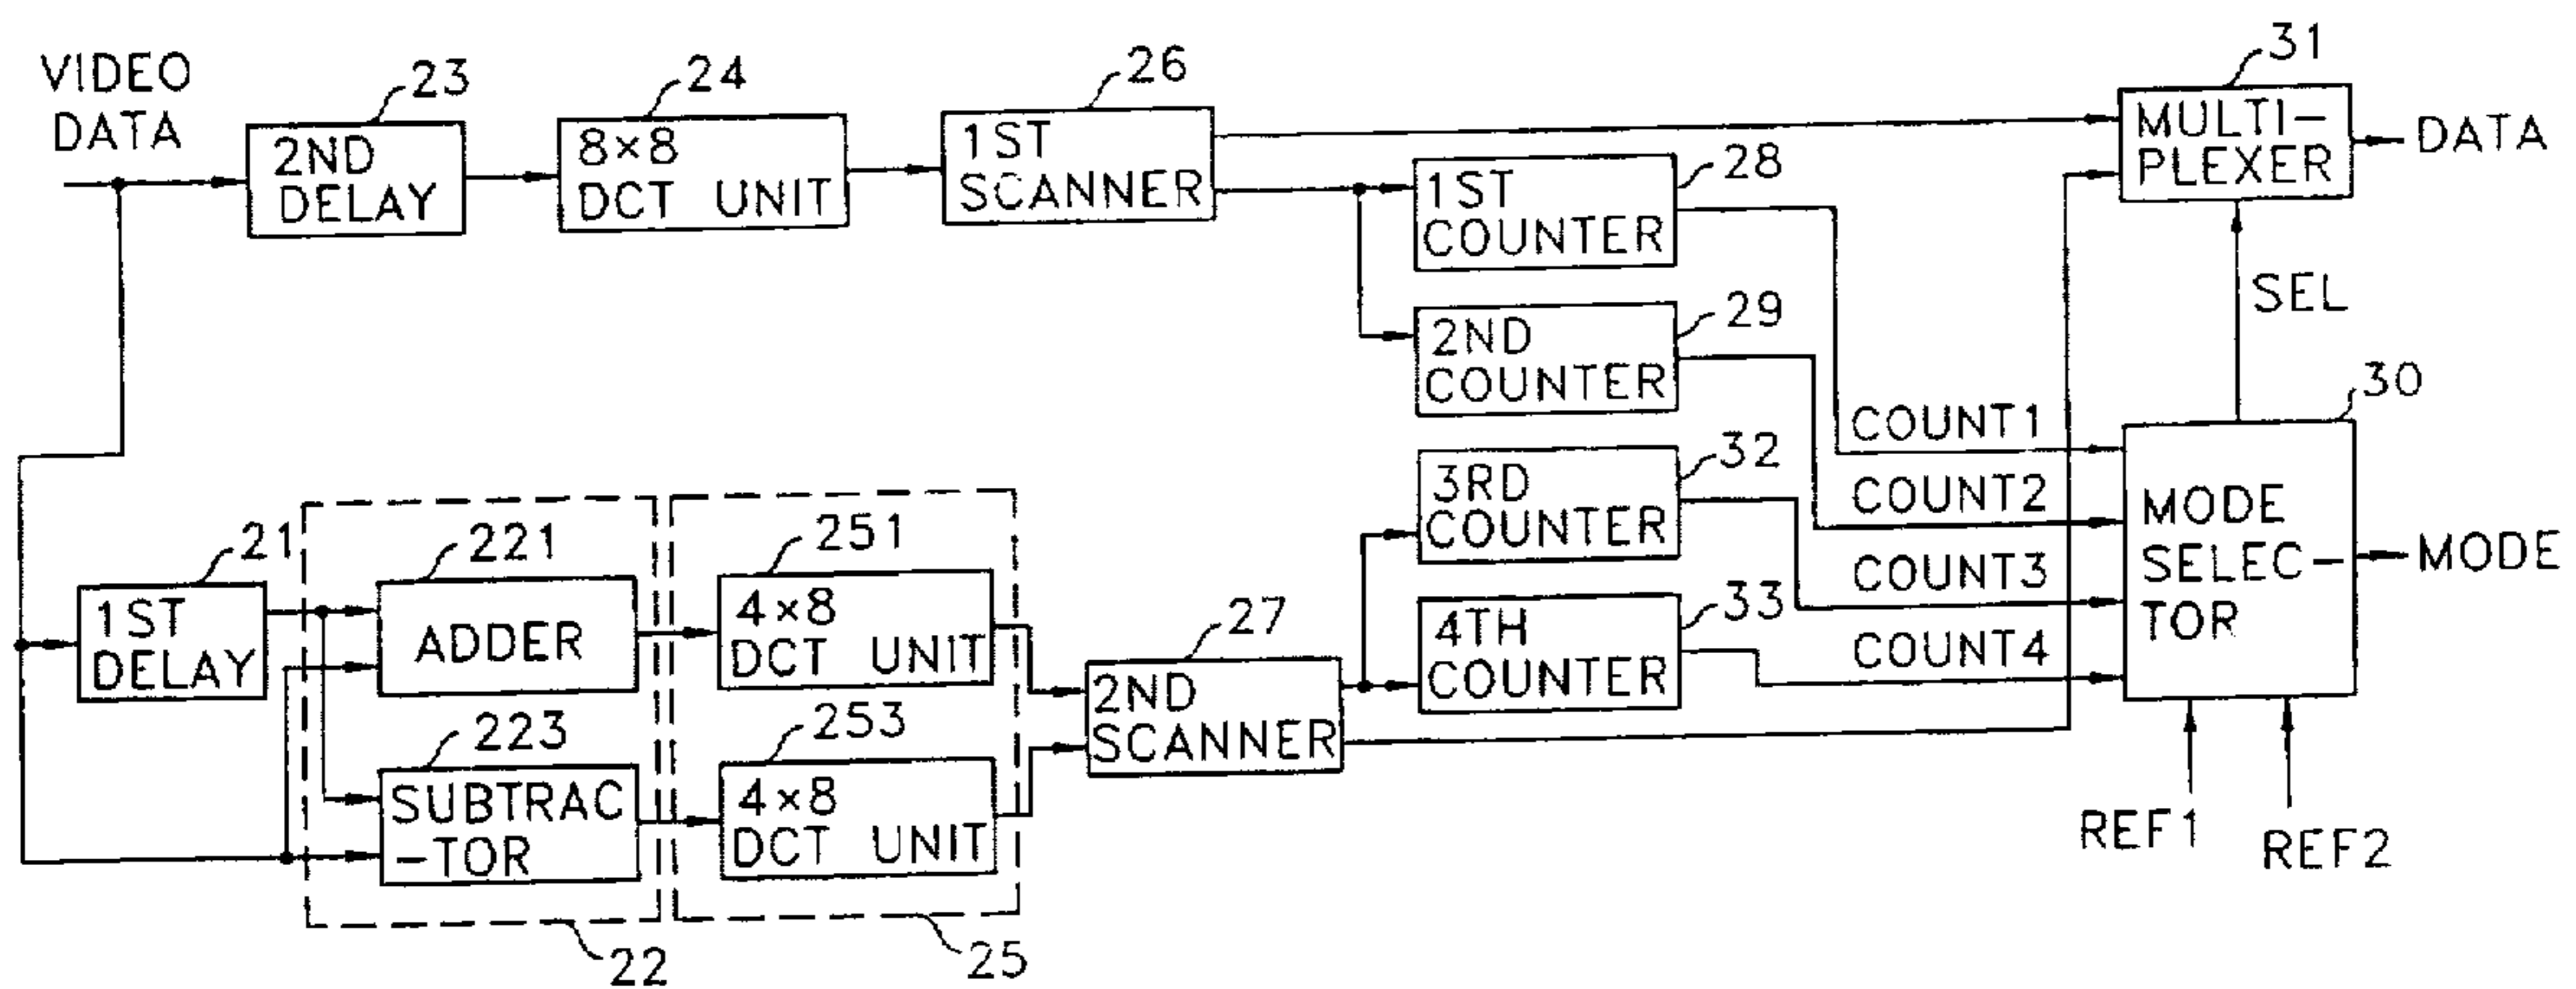 VIDEO
DATA
23
2ND
DELAY
24
8×8
DCT UNIT
26
1ST
SCANNER
31
MULTI-
PLEXER
DATA
28
1ST
COUNTER
29
2ND
COUNTER
SEL
30
32
3RD
COUNTER
33
4TH
COUNTER
COUNT1
COUNT2
COUNT3
COUNT4
MODE
SELEC-
TOR
MODE
REF1
REF2
21
1ST
DELAY
221
ADDER
223
SUBTRAC
-TOR
22
251
4×8
DCT UNIT
253
4×8
DCT UNIT
25
27
2ND
SCANNER